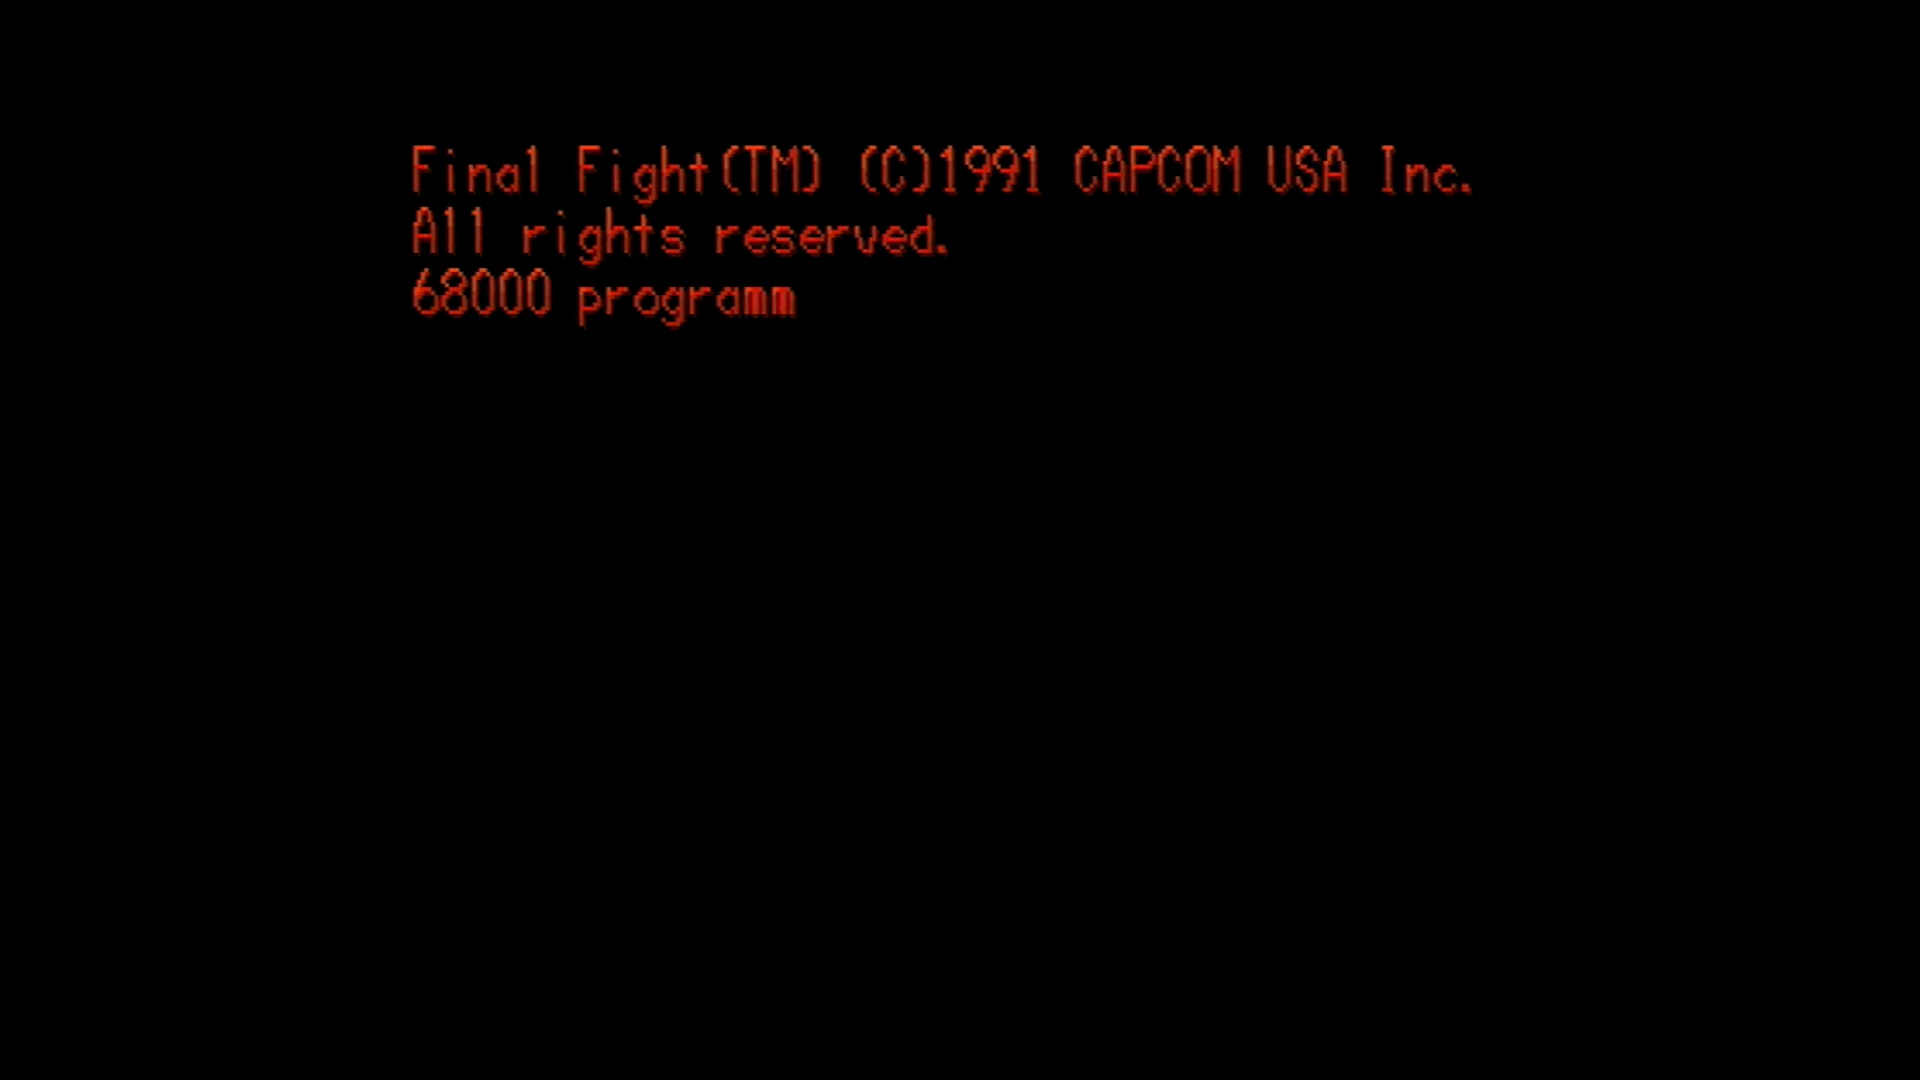 Final Fight(TM) (C)1991 CAPCOM USA Inc.
All rights reserved.
68000 programm